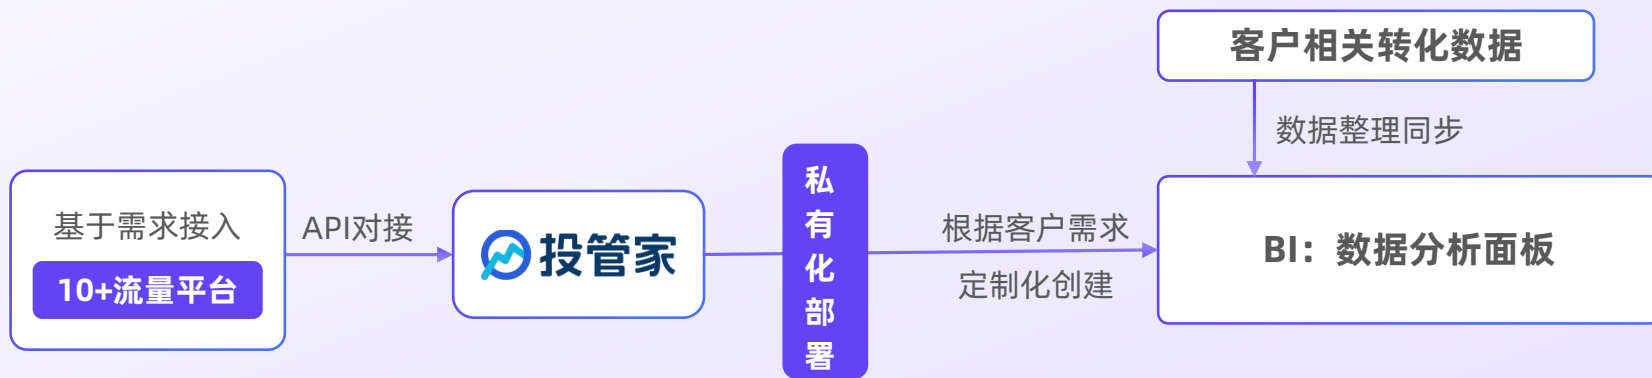 客户相关转化数据
数据整理同步
基于需求接入
10+流量平台
API对接
投管家
私
有
化
部
署
根据客户需求
定制化创建
BI：数据分析面板